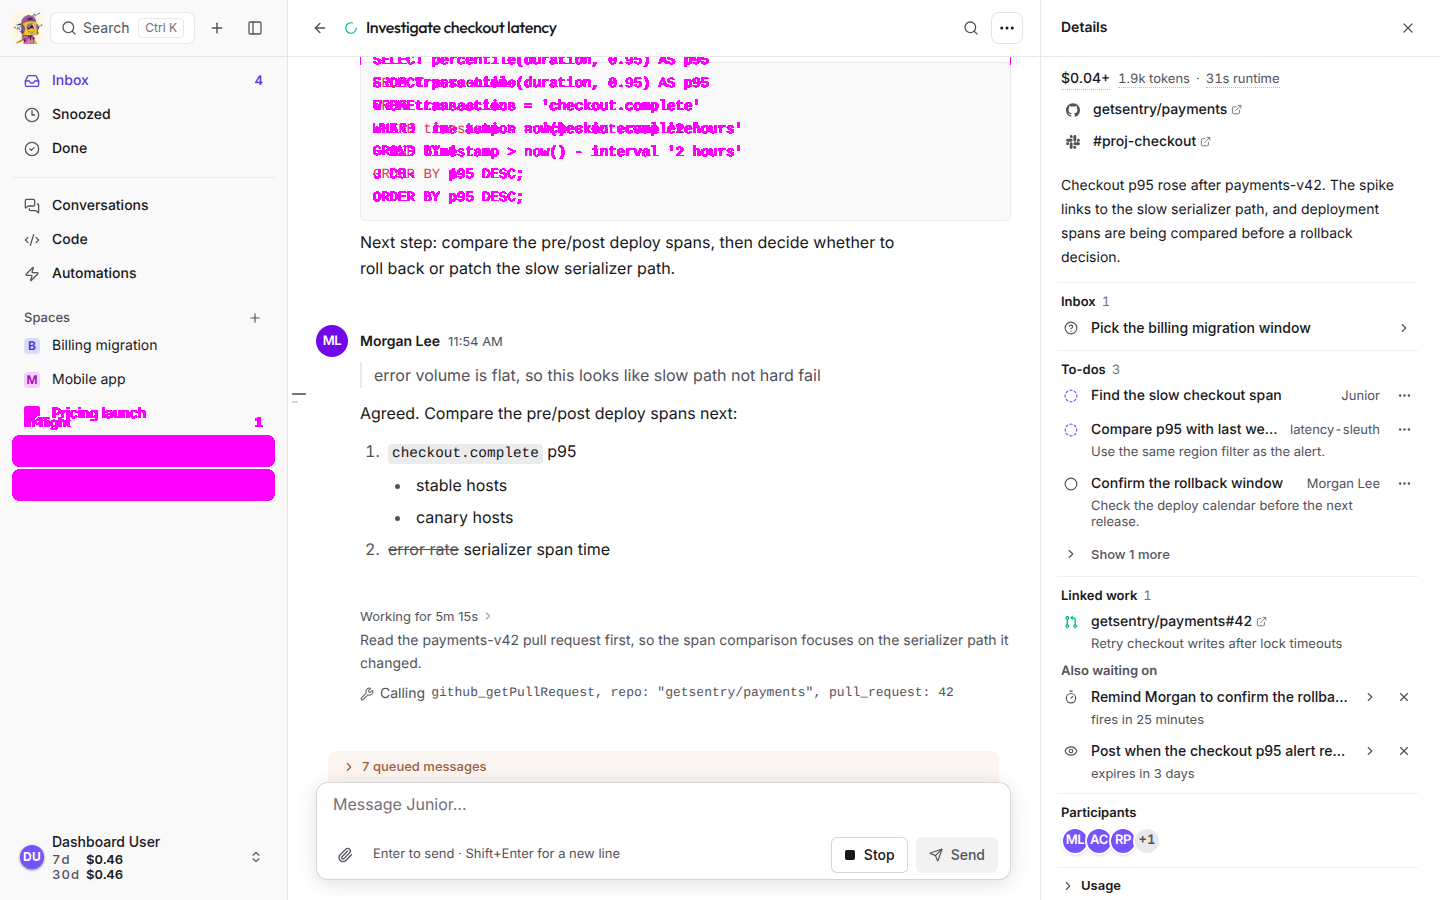 Search
Ctrl K
Inbox
4
Snoozed
Done
Conversations
Code
Automations
Spaces
B
Billing migration
M
Mobile app
Pricing launch
1
DU
Dashboard User
7d $0.46
30d $0.46
Investigate checkout latency
SELECT percentile(duration, 0.95) AS p95
(duration, 0.95) AS p95
= 'checkout.complete'
timestamp > now() - interval '2 hours'
BY p95 DESC;
ORDER BY p95 DESC;
Next step: compare the pre/post deploy spans, then decide whether to
roll back or patch the slow serializer path.
ML
Morgan Lee 11:54 AM
error volume is flat, so this looks like slow path not hard fail
Agreed. Compare the pre/post deploy spans next:
1. checkout.complete p95
• stable hosts
• canary hosts
2. error rate serializer span time
Working for 5m 15s
Read the payments-v42 pull request first, so the span comparison focuses on the serializer path it
changed.
Calling github_getPullRequest, repo: "getsentry/payments", pull_request: 42
7 queued messages
Message Junior...
Enter to send · Shift+Enter for a new line
Stop
Send
Details
$0.04+ 1.9k tokens · 31s runtime
getsentry/payments
#proj-checkout
Checkout p95 rose after payments-v42. The spike
links to the slow serializer path, and deployment
spans are being compared before a rollback
decision.
Inbox 1
Pick the billing migration window
To-dos 3
Find the slow checkout span Junior
Compare p95 with last we... latency-sleuth
Use the same region filter as the alert.
Confirm the rollback window Morgan Lee
Check the deploy calendar before the next
release.
Show 1 more
Linked work 1
getsentry/payments#42
Retry checkout writes after lock timeouts
Also waiting on
Remind Morgan to confirm the rollba...
fires in 25 minutes
Post when the checkout p95 alert re...
expires in 3 days
Participants
ML AC RP +1
Usage